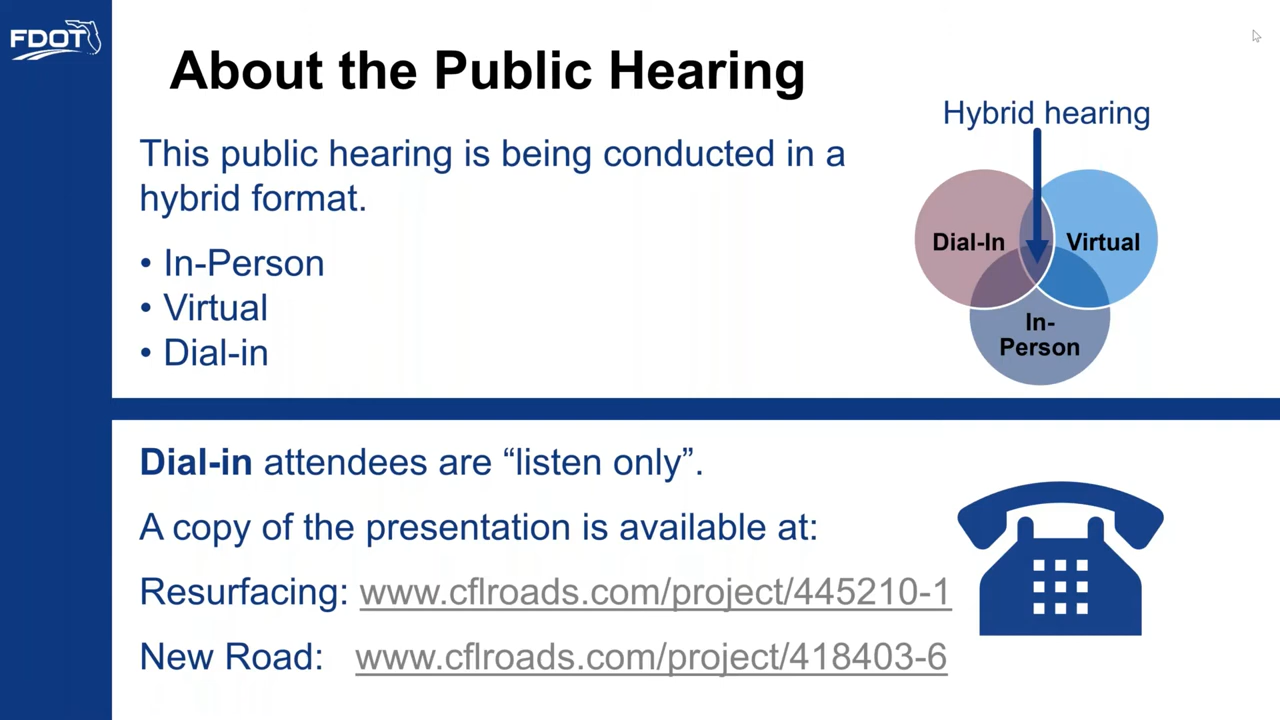 FDOT
About the Public Hearing
This public hearing is being conducted in a
hybrid format.
• In-Person
• Virtual
• Dial-in
Hybrid hearing
Dial-In
Virtual
In-
Person
Dial-in attendees are “listen only”.
A copy of the presentation is available at:
Resurfacing: www.cflroads.com/project/445210-1
New Road: www.cflroads.com/project/418403-6